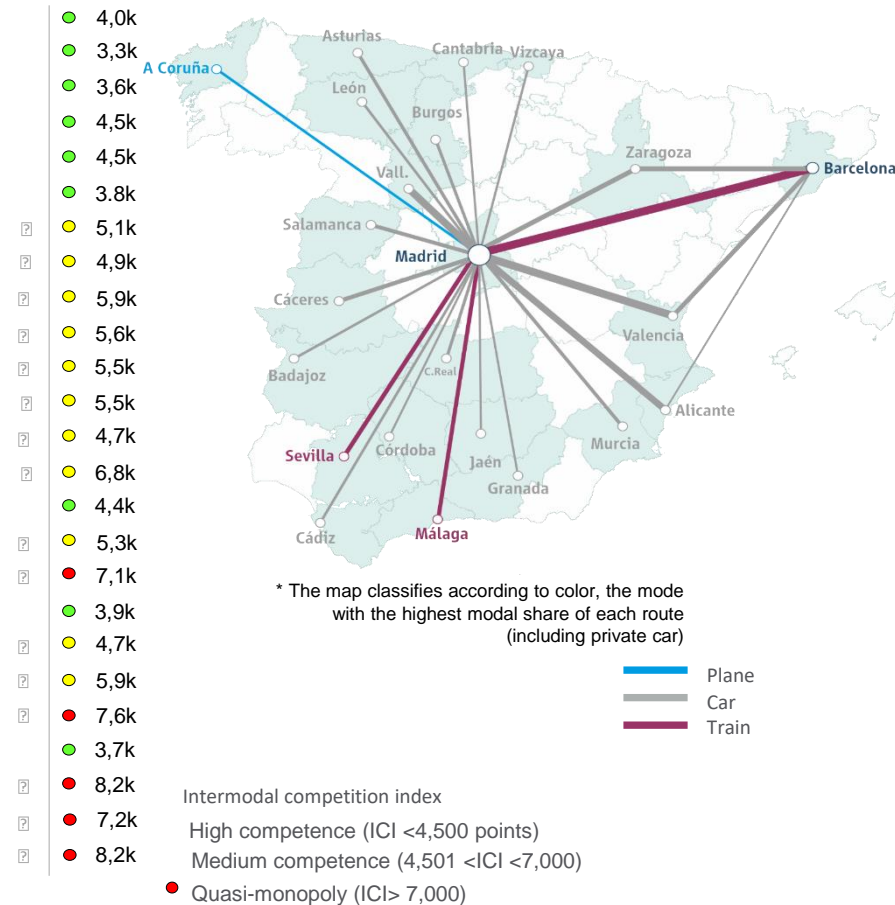 4,0k
3,3k
3,6k
4,5k
4,5k
3.8k
5,1k
4,9k
5,9k
5,6k
5,5k
5,5k
4,7k
6,8k
4,4k
5,3k
7,1k
3,9k
4,7k
5,9k
7,6k
3,7k
8,2k
7,2k
8,2k
Asturias
Cantabria
Vizcaya
A Coruña
León
Burgos
Zaragoza
Barcelona
Vall.
Salamanca
Madrid
Cáceres
Valencia
Badajoz
C.Real
Alicante
Murcia
Sevilla
Córdoba
Jaén
Granada
Cádiz
Málaga
* The map classifies according to color, the mode
with the highest modal share of each route
(including private car)
Plane
Car
Train
Intermodal competition index
High competence (ICI <4,500 points)
Medium competence (4,501 <ICI <7,000)
Quasi-monopoly (ICI> 7,000)